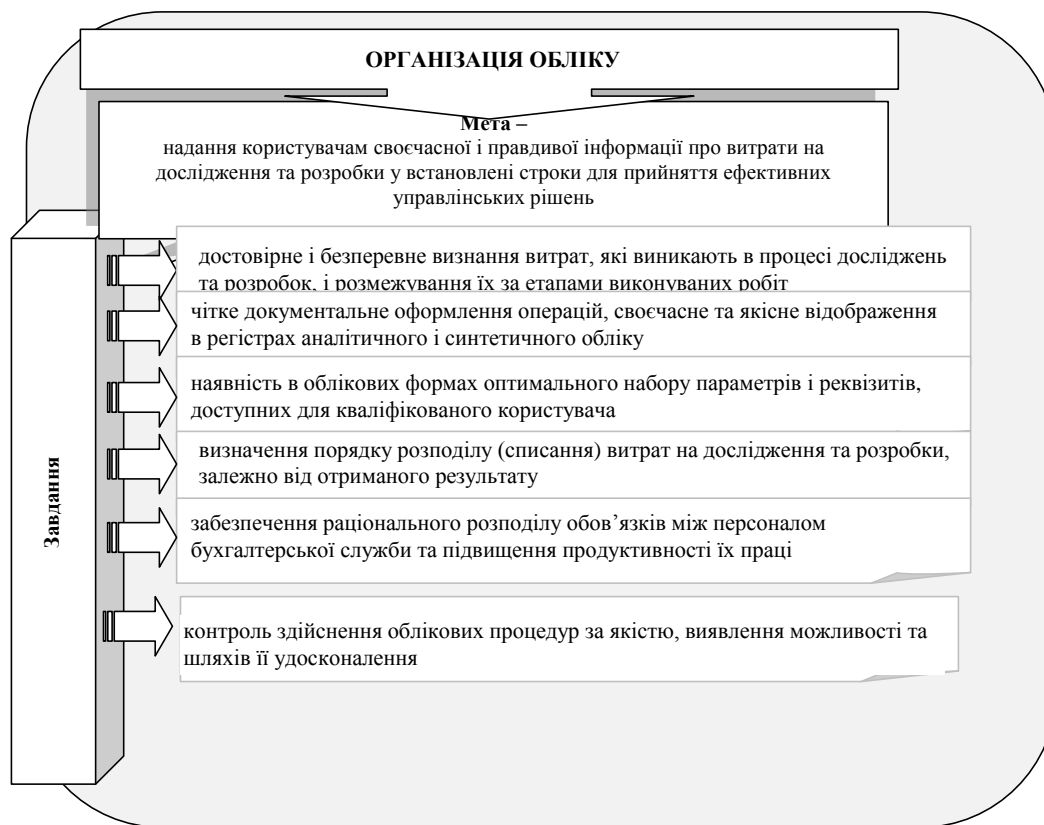 ОРГАНІЗАЦІЯ ОБЛІКУ
Мета –
надання користувачам своєчасної і правдивої інформації про витрати на
дослідження та розробки у встановлені строки для прийняття ефективних
управлінських рішень
Завдання
достовірне і безперевне визнання витрат, які виникають в процесі досліджень
та розробок, і розмежування їх за етапами виконуваних робіт
чітке документальне оформлення операцій, своєчасне та якісне відображення
в регістрах аналітичного і синтетичного обліку
наявність в облікових формах оптимального набору параметрів і реквізитів,
доступних для кваліфікованого користувача
визначення порядку розподілу (списання) витрат на дослідження та розробки,
залежно від отриманого результату
забезпечення раціонального розподілу обов’язків між персоналом
бухгалтерської служби та підвищення продуктивності їх праці
контроль здійснення облікових процедур за якістю, виявлення можливості та
шляхів її удосконалення